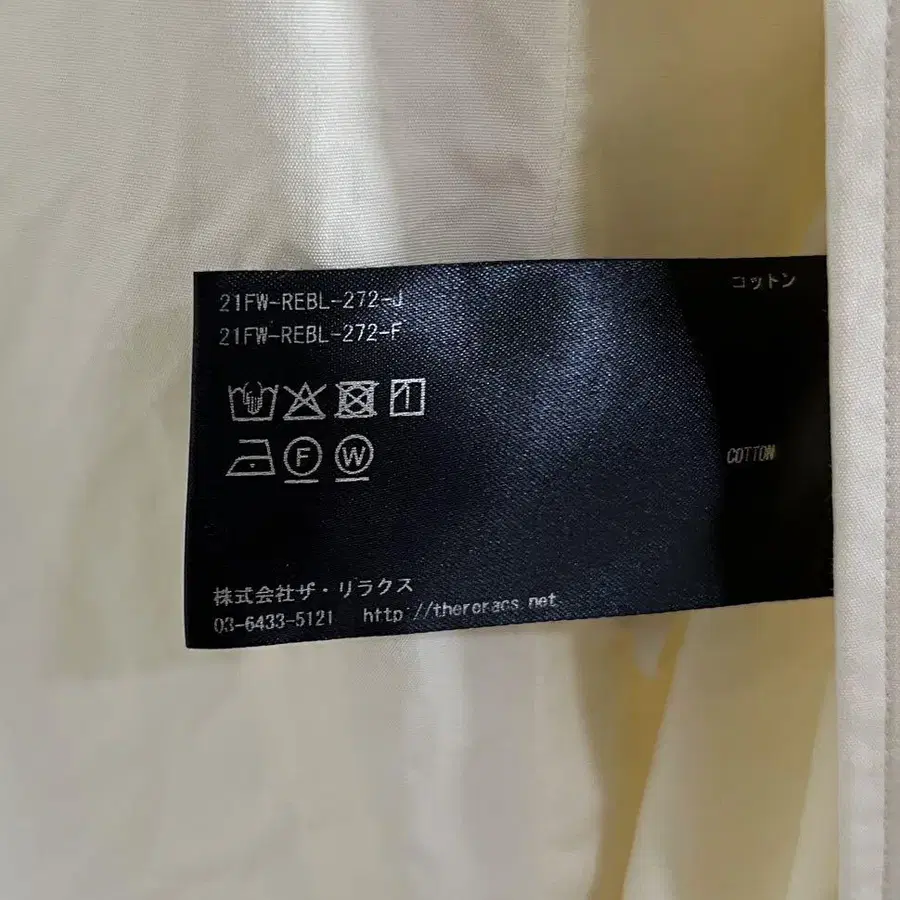 21FW-REBL-272-J
コットン
21FW-REBL-272-F
F
W
COTTON
株式会社ザ・リラクス
03-6433-5121 http://thereracs.net